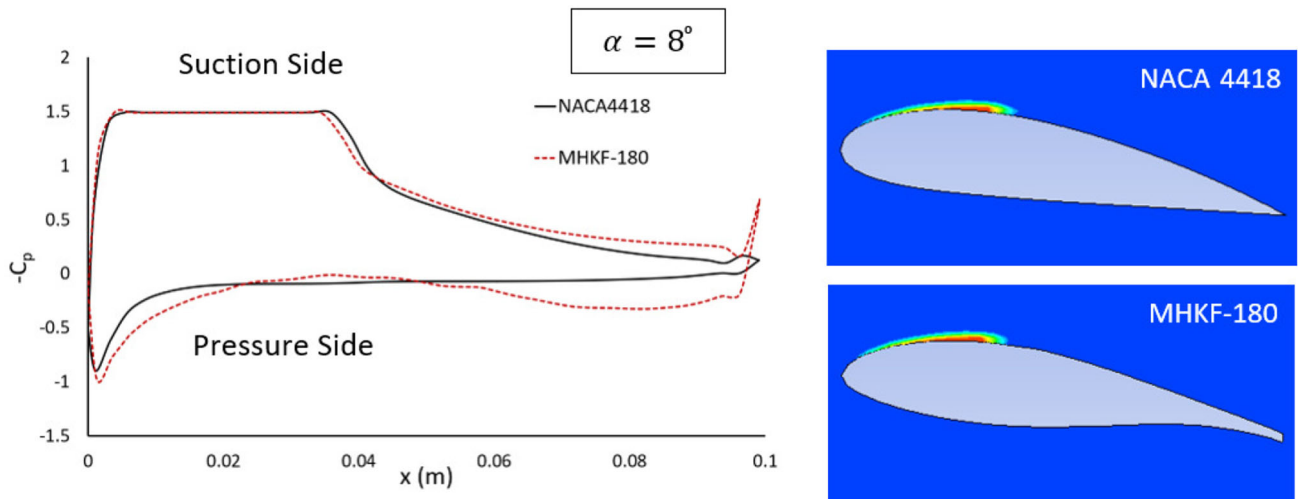 α = 8°
Suction Side
NACA4418
MHKF-180
Pressure Side
2
1.5
1
0.5
0
-0.5
-1
-1.5
-Cp
0
0.02
0.04
0.06
0.08
0.1
x (m)
NACA 4418
MHKF-180